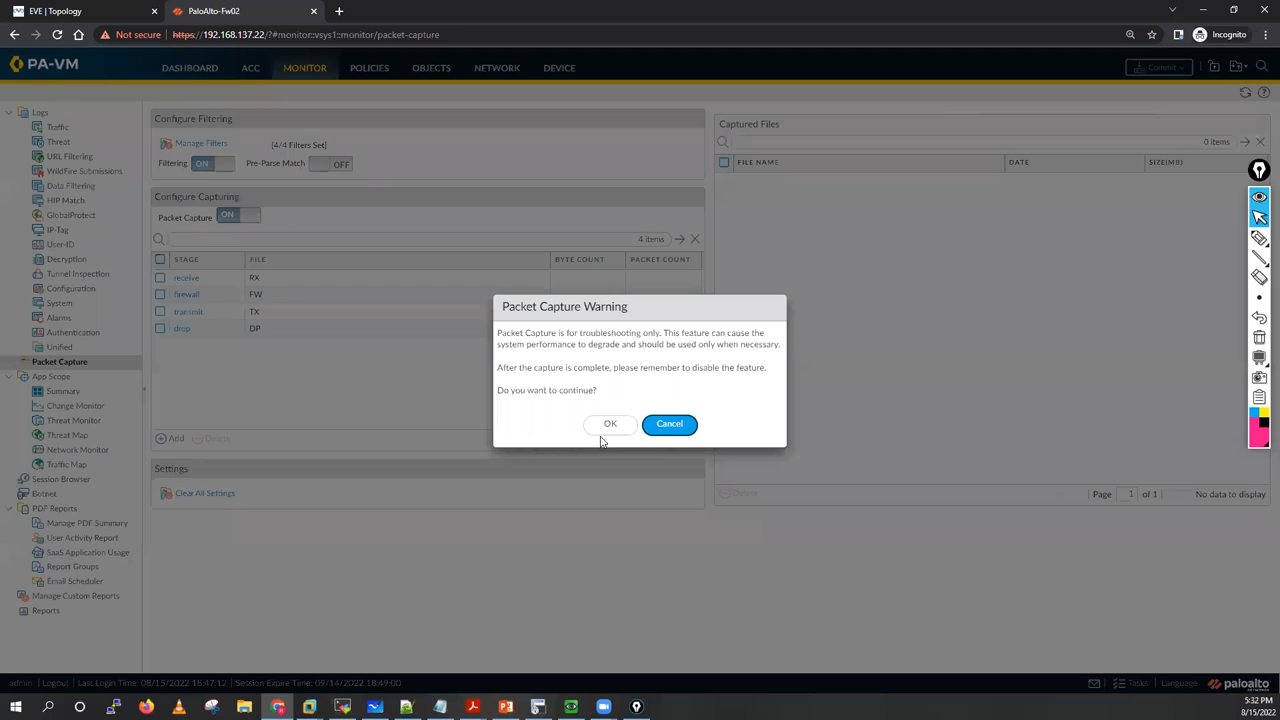 EVE | Topology
PaloAlto-Fw02
Not secure
https://192.168.137.22/?#monitor::vsys1::monitor/packet-capture
Incognito
PA-VM
DASHBOARD
ACC
MONITOR
POLICIES
OBJECTS
NETWORK
DEVICE
Commit
Logs
Traffic
Threat
URL Filtering
WildFire Submissions
Data Filtering
HIP Match
GlobalProtect
IP-Tag
User-ID
Decryption
Tunnel Inspection
Configuration
System
Alarms
Authentication
Unified
Packet Capture
App Scope
Summary
Change Monitor
Threat Monitor
Threat Map
Network Monitor
Traffic Map
Session Browser
Botnet
PDF Reports
Manage PDF Summary
User Activity Report
SaaS Application Usage
Report Groups
Email Scheduler
Manage Custom Reports
Reports
Configure Filtering
Manage Filters
[4/4 Filters Set]
Filtering
ON
Pre-Parse Match
OFF
Configure Capturing
Packet Capture
ON
4 items
STAGE
FILE
BYTE COUNT
PACKET COUNT
receive
RX
firewall
FW
transmit
TX
drop
DP
Add
Delete
Settings
Clear All Settings
Captured Files
0 items
FILE NAME
DATE
SIZE(MB)
Delete
Page
1
of 1
No data to display
Packet Capture Warning
Packet Capture is for troubleshooting only. This feature can cause the
system performance to degrade and should be used only when necessary.
After the capture is complete, please remember to disable the feature.
Do you want to continue?
OK
Cancel
admin
Logout
Last Login Time: 08/15/2022 18:47:12
Session Expire Time: 09/14/2022 18:49:00
Tasks
Language
paloalto
NETWORKS
5:32 PM
8/15/2022